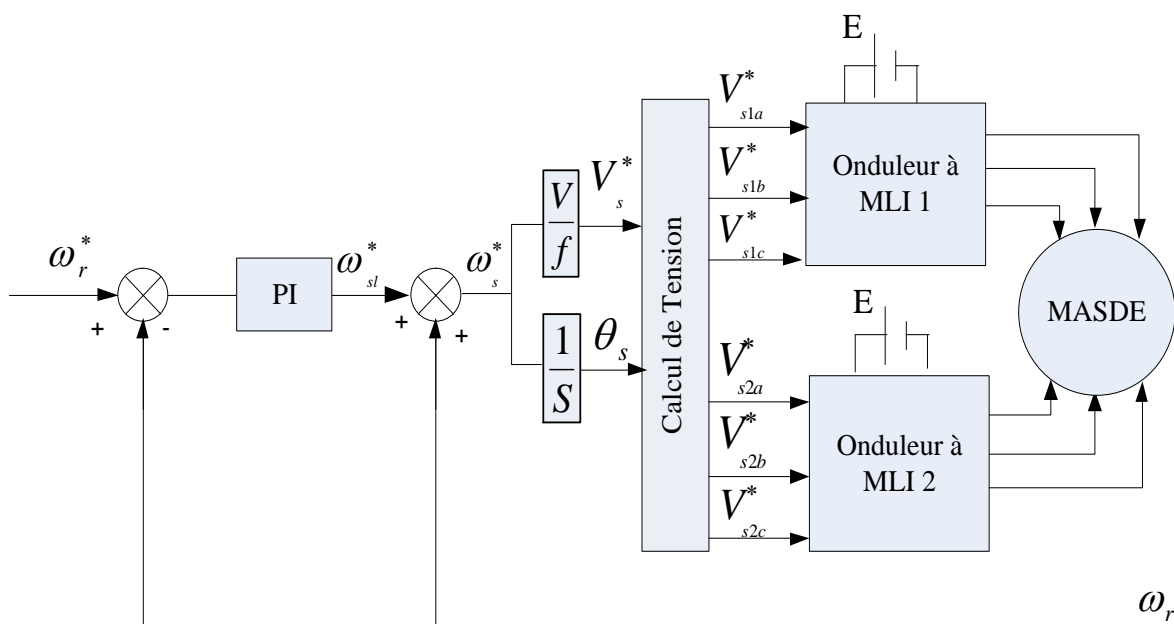 ω*r
+
-
PI
ω*sl
+
+
ω*s
V
f
V*s
1
S
θs
Calcul de Tension
V*s1a
V*s1b
V*s1c
V*s2a
V*s2b
V*s2c
E
Onduleur à
MLI 1
E
Onduleur à
MLI 2
MASDE
ωr